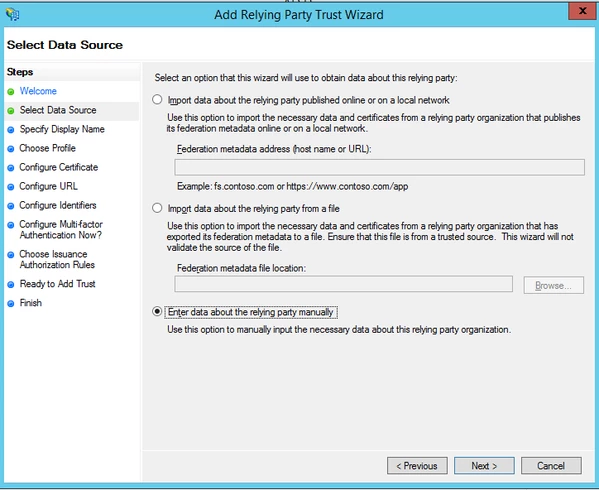 Add Relying Party Trust Wizard
Select Data Source
Steps
Welcome
Select Data Source
Specify Display Name
Choose Profile
Configure Certificate
Configure URL
Configure Identifiers
Configure Multi-factor
Authentication Now?
Choose Issuance
Authorization Rules
Ready to Add Trust
Finish
Select an option that this wizard will use to obtain data about this relying party:
Import data about the relying party published online or on a local network
Use this option to import the necessary data and certificates from a relying party organization that publishes
its federation metadata online or on a local network.
Federation metadata address (host name or URL):
Example: fs.contoso.com or https://www.contoso.com/app
Import data about the relying party from a file
Use this option to import the necessary data and certificates from a relying party organization that has
exported its federation metadata to a file. Ensure that this file is from a trusted source. This wizard will not
validate the source of the file.
Federation metadata file location:
Browse...
Enter data about the relying party manually
Use this option to manually input the necessary data about this relying party organization.
< Previous
Next >
Cancel